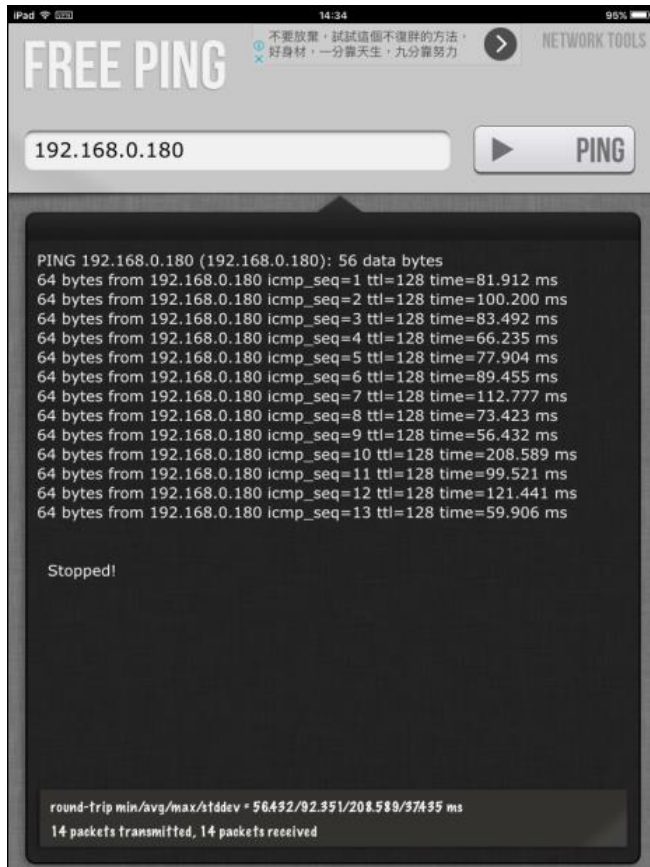 iPad VPN 14:34 95%
FREE PING
不要放棄，試試這個不復胖的方法，
好身材，一分靠天生，九分靠努力
NETWORK TOOLS
192.168.0.180
PING
PING 192.168.0.180 (192.168.0.180): 56 data bytes
64 bytes from 192.168.0.180 icmp_seq=1 ttl=128 time=81.912 ms
64 bytes from 192.168.0.180 icmp_seq=2 ttl=128 time=100.200 ms
64 bytes from 192.168.0.180 icmp_seq=3 ttl=128 time=83.492 ms
64 bytes from 192.168.0.180 icmp_seq=4 ttl=128 time=66.235 ms
64 bytes from 192.168.0.180 icmp_seq=5 ttl=128 time=77.904 ms
64 bytes from 192.168.0.180 icmp_seq=6 ttl=128 time=89.455 ms
64 bytes from 192.168.0.180 icmp_seq=7 ttl=128 time=112.777 ms
64 bytes from 192.168.0.180 icmp_seq=8 ttl=128 time=73.423 ms
64 bytes from 192.168.0.180 icmp_seq=9 ttl=128 time=56.432 ms
64 bytes from 192.168.0.180 icmp_seq=10 ttl=128 time=208.589 ms
64 bytes from 192.168.0.180 icmp_seq=11 ttl=128 time=99.521 ms
64 bytes from 192.168.0.180 icmp_seq=12 ttl=128 time=121.441 ms
64 bytes from 192.168.0.180 icmp_seq=13 ttl=128 time=59.906 ms
Stopped!
round-trip min/avg/max/stddev = 56.432/92.351/208.589/37.435 ms
14 packets transmitted, 14 packets received